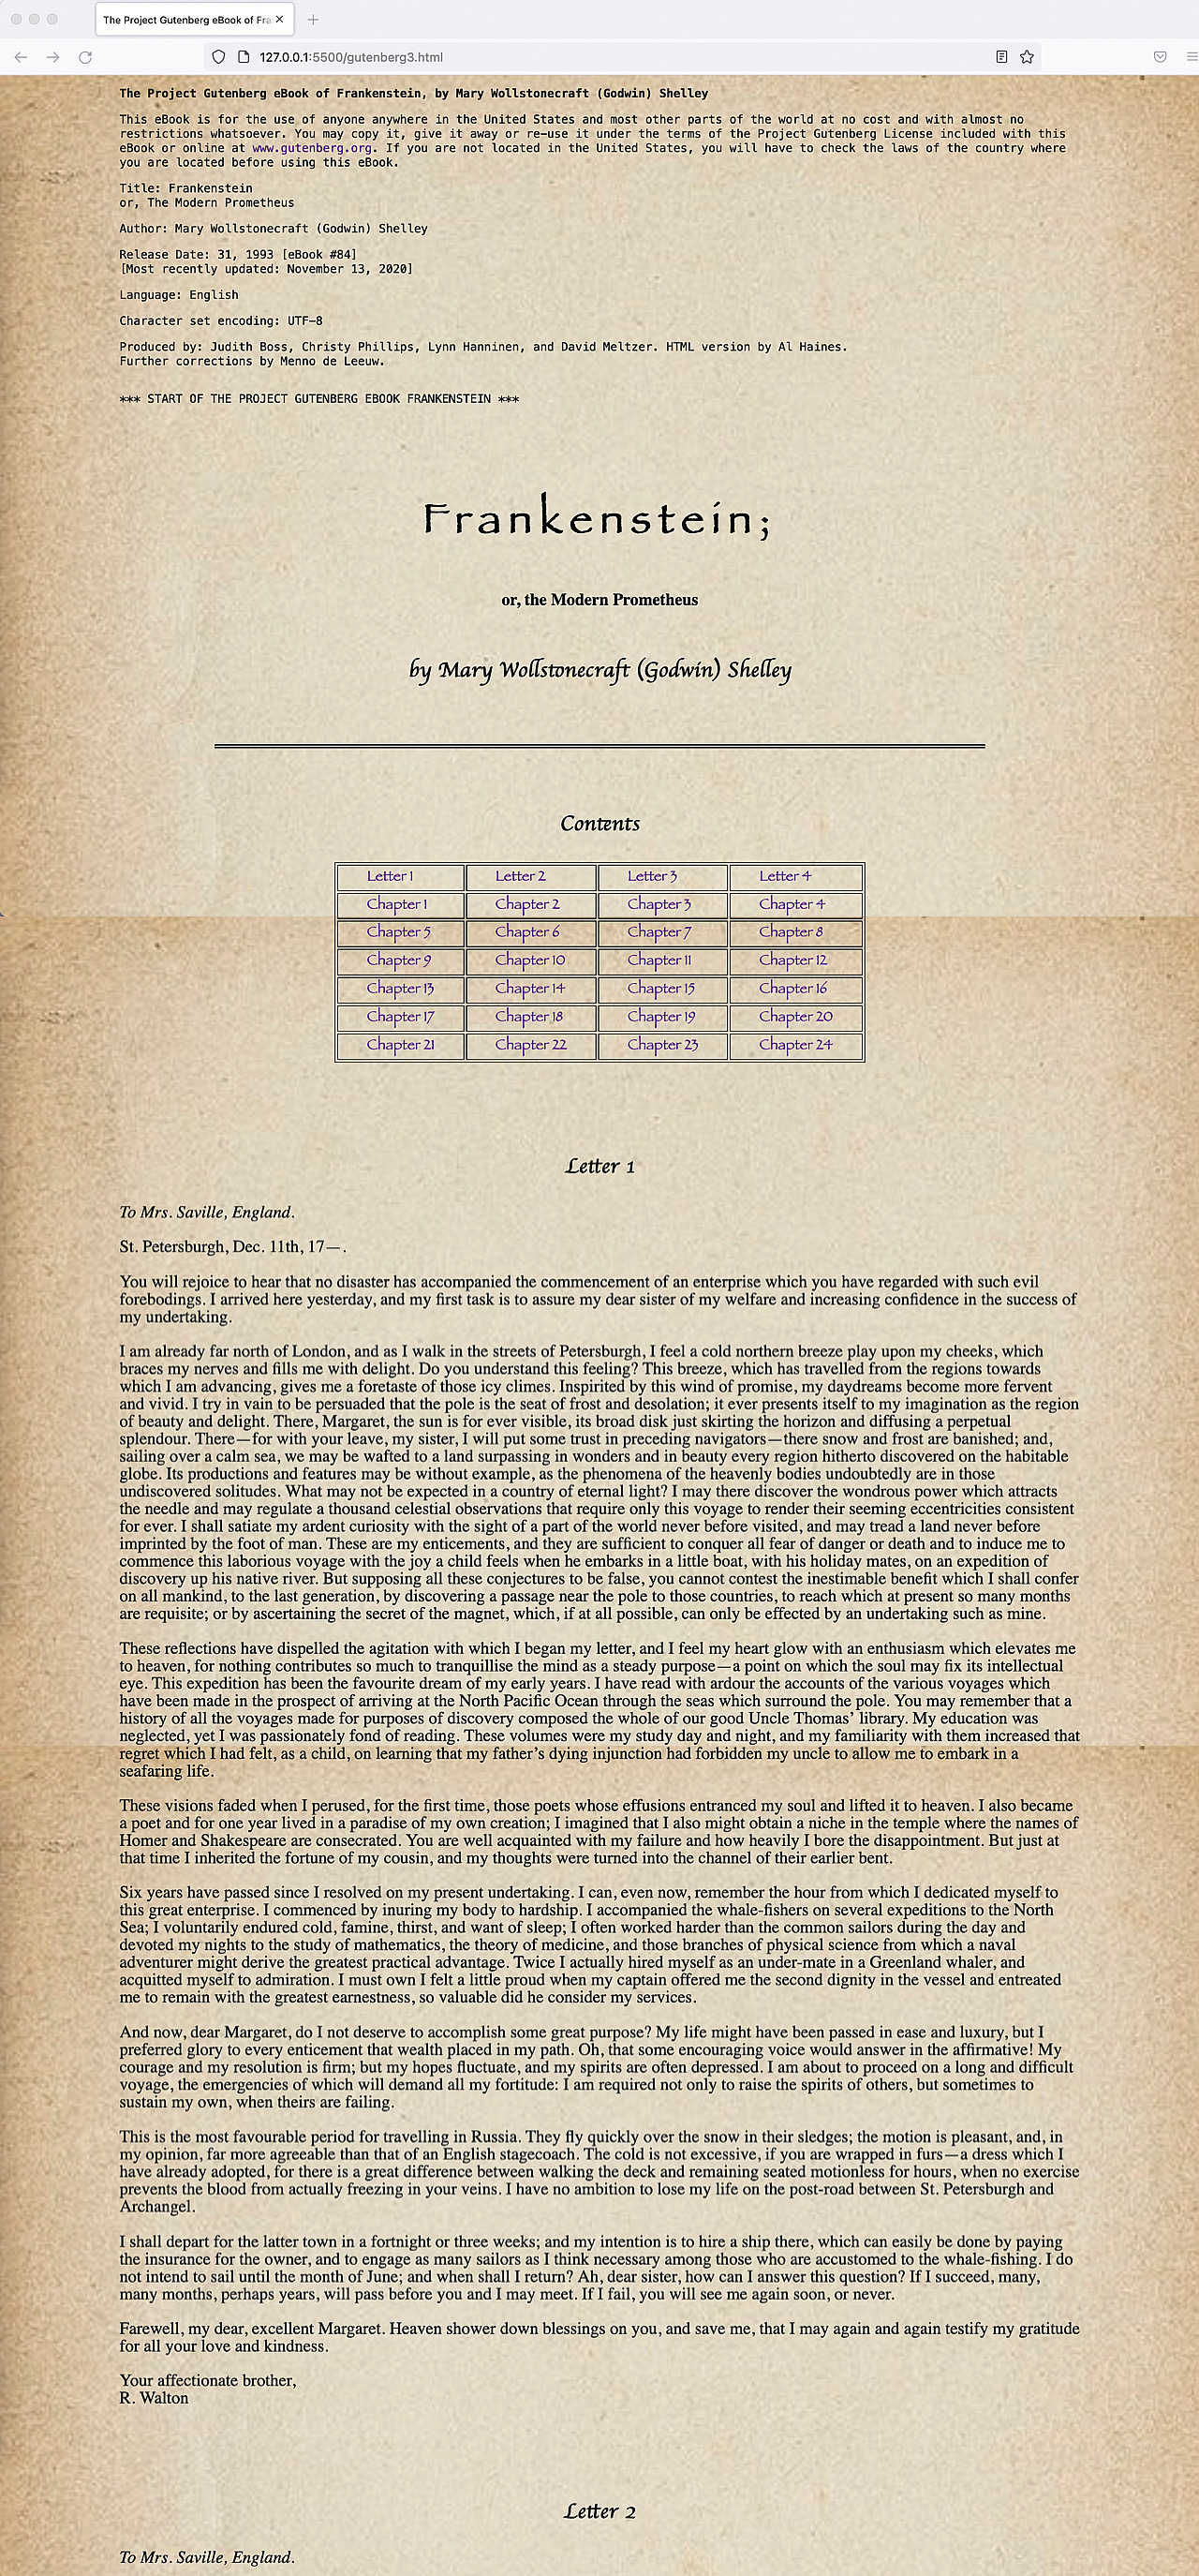 The Project Gutenberg eBook of Fra
127.0.0.1:5500/gutenberg3.html
The Project Gutenberg eBook of Frankenstein, by Mary Wollstonecraft (Godwin) Shelley
This eBook is for the use of anyone anywhere in the United States and most other parts of the world at no cost and with almost no
restrictions whatsoever. You may copy it, give it away or re-use it under the terms of the Project Gutenberg License included with this
eBook or online at www.gutenberg.org. If you are not located in the United States, you will have to check the laws of the country where
you are located before using this eBook.
Title: Frankenstein
or, The Modern Prometheus
Author: Mary Wollstonecraft (Godwin) Shelley
Release Date: 31, 1993 [eBook #84]
[Most recently updated: November 13, 2020]
Language: English
Character set encoding: UTF-8
Produced by: Judith Boss, Christy Phillips, Lynn Hanninen, and David Meltzer. HTML version by Al Haines.
Further corrections by Menno de Leeuw.
*** START OF THE PROJECT GUTENBERG EBOOK FRANKENSTEIN ***
Frankenstein;
or, the Modern Prometheus
by Mary Wollstonecraft (Godwin) Shelley
Contents
Letter 1 Letter 2 Letter 3 Letter 4
Chapter 1 Chapter 2 Chapter 3 Chapter 4
Chapter 5 Chapter 6 Chapter 7 Chapter 8
Chapter 9 Chapter 10 Chapter 11 Chapter 12
Chapter 13 Chapter 14 Chapter 15 Chapter 16
Chapter 17 Chapter 18 Chapter 19 Chapter 20
Chapter 21 Chapter 22 Chapter 23 Chapter 24
Letter 1
To Mrs. Saville, England.
St. Petersburgh, Dec. 11th, 17—.
You will rejoice to hear that no disaster has accompanied the commencement of an enterprise which you have regarded with such evil
forebodings. I arrived here yesterday, and my first task is to assure my dear sister of my welfare and increasing confidence in the success of
my undertaking.
I am already far north of London, and as I walk in the streets of Petersburgh, I feel a cold northern breeze play upon my cheeks, which
braces my nerves and fills me with delight. Do you understand this feeling? This breeze, which has travelled from the regions towards
which I am advancing, gives me a foretaste of those icy climes. Inspirited by this wind of promise, my daydreams become more fervent
and vivid. I try in vain to be persuaded that the pole is the seat of frost and desolation; it ever presents itself to my imagination as the region
of beauty and delight. There, Margaret, the sun is for ever visible, its broad disk just skirting the horizon and diffusing a perpetual
splendour. There—for with your leave, my sister, I will put some trust in preceding navigators—there snow and frost are banished; and,
sailing over a calm sea, we may be wafted to a land surpassing in wonders and in beauty every region hitherto discovered on the habitable
globe. Its productions and features may be without example, as the phenomena of the heavenly bodies undoubtedly are in those
undiscovered solitudes. What may not be expected in a country of eternal light? I may there discover the wondrous power which attracts
the needle and may regulate a thousand celestial observations that require only this voyage to render their seeming eccentricities consistent
for ever. I shall satiate my ardent curiosity with the sight of a part of the world never before visited, and may tread a land never before
imprinted by the foot of man. These are my enticements, and they are sufficient to conquer all fear of danger or death and to induce me to
commence this laborious voyage with the joy a child feels when he embarks in a little boat, with his holiday mates, on an expedition of
discovery up his native river. But supposing all these conjectures to be false, you cannot contest the inestimable benefit which I shall confer
on all mankind, to the last generation, by discovering a passage near the pole to those countries, to reach which at present so many months
are requisite; or by ascertaining the secret of the magnet, which, if at all possible, can only be effected by an undertaking such as mine.
These reflections have dispelled the agitation with which I began my letter, and I feel my heart glow with an enthusiasm which elevates me
to heaven, for nothing contributes so much to tranquillise the mind as a steady purpose—a point on which the soul may fix its intellectual
eye. This expedition has been the favourite dream of my early years. I have read with ardour the accounts of the various voyages which
have been made in the prospect of arriving at the North Pacific Ocean through the seas which surround the pole. You may remember that a
history of all the voyages made for purposes of discovery composed the whole of our good Uncle Thomas’ library. My education was
neglected, yet I was passionately fond of reading. These volumes were my study day and night, and my familiarity with them increased that
regret which I had felt, as a child, on learning that my father’s dying injunction had forbidden my uncle to allow me to embark in a
seafaring life.
These visions faded when I perused, for the first time, those poets whose effusions entranced my soul and lifted it to heaven. I also became
a poet and for one year lived in a paradise of my own creation; I imagined that I also might obtain a niche in the temple where the names of
Homer and Shakespeare are consecrated. You are well acquainted with my failure and how heavily I bore the disappointment. But just at
that time I inherited the fortune of my cousin, and my thoughts were turned into the channel of their earlier bent.
Six years have passed since I resolved on my present undertaking. I can, even now, remember the hour from which I dedicated myself to
this great enterprise. I commenced by inuring my body to hardship. I accompanied the whale-fishers on several expeditions to the North
Sea; I voluntarily endured cold, famine, thirst, and want of sleep; I often worked harder than the common sailors during the day and
devoted my nights to the study of mathematics, the theory of medicine, and those branches of physical science from which a naval
adventurer might derive the greatest practical advantage. Twice I actually hired myself as an under-mate in a Greenland whaler, and
acquitted myself to admiration. I must own I felt a little proud when my captain offered me the second dignity in the vessel and entreated
me to remain with the greatest earnestness, so valuable did he consider my services.
And now, dear Margaret, do I not deserve to accomplish some great purpose? My life might have been passed in ease and luxury, but I
preferred glory to every enticement that wealth placed in my path. Oh, that some encouraging voice would answer in the affirmative! My
courage and my resolution is firm; but my hopes fluctuate, and my spirits are often depressed. I am about to proceed on a long and difficult
voyage, the emergencies of which will demand all my fortitude: I am required not only to raise the spirits of others, but sometimes to
sustain my own, when theirs are failing.
This is the most favourable period for travelling in Russia. They fly quickly over the snow in their sledges; the motion is pleasant, and, in
my opinion, far more agreeable than that of an English stagecoach. The cold is not excessive, if you are wrapped in furs—a dress which I
have already adopted, for there is a great difference between walking the deck and remaining seated motionless for hours, when no exercise
prevents the blood from actually freezing in your veins. I have no ambition to lose my life on the post-road between St. Petersburgh and
Archangel.
I shall depart for the latter town in a fortnight or three weeks; and my intention is to hire a ship there, which can easily be done by paying
the insurance for the owner, and to engage as many sailors as I think necessary among those who are accustomed to the whale-fishing. I do
not intend to sail until the month of June; and when shall I return? Ah, dear sister, how can I answer this question? If I succeed, many,
many months, perhaps years, will pass before you and I may meet. If I fail, you will see me again soon, or never.
Farewell, my dear, excellent Margaret. Heaven shower down blessings on you, and save me, that I may again and again testify my gratitude
for all your love and kindness.
Your affectionate brother,
R. Walton
Letter 2
To Mrs. Saville, England.